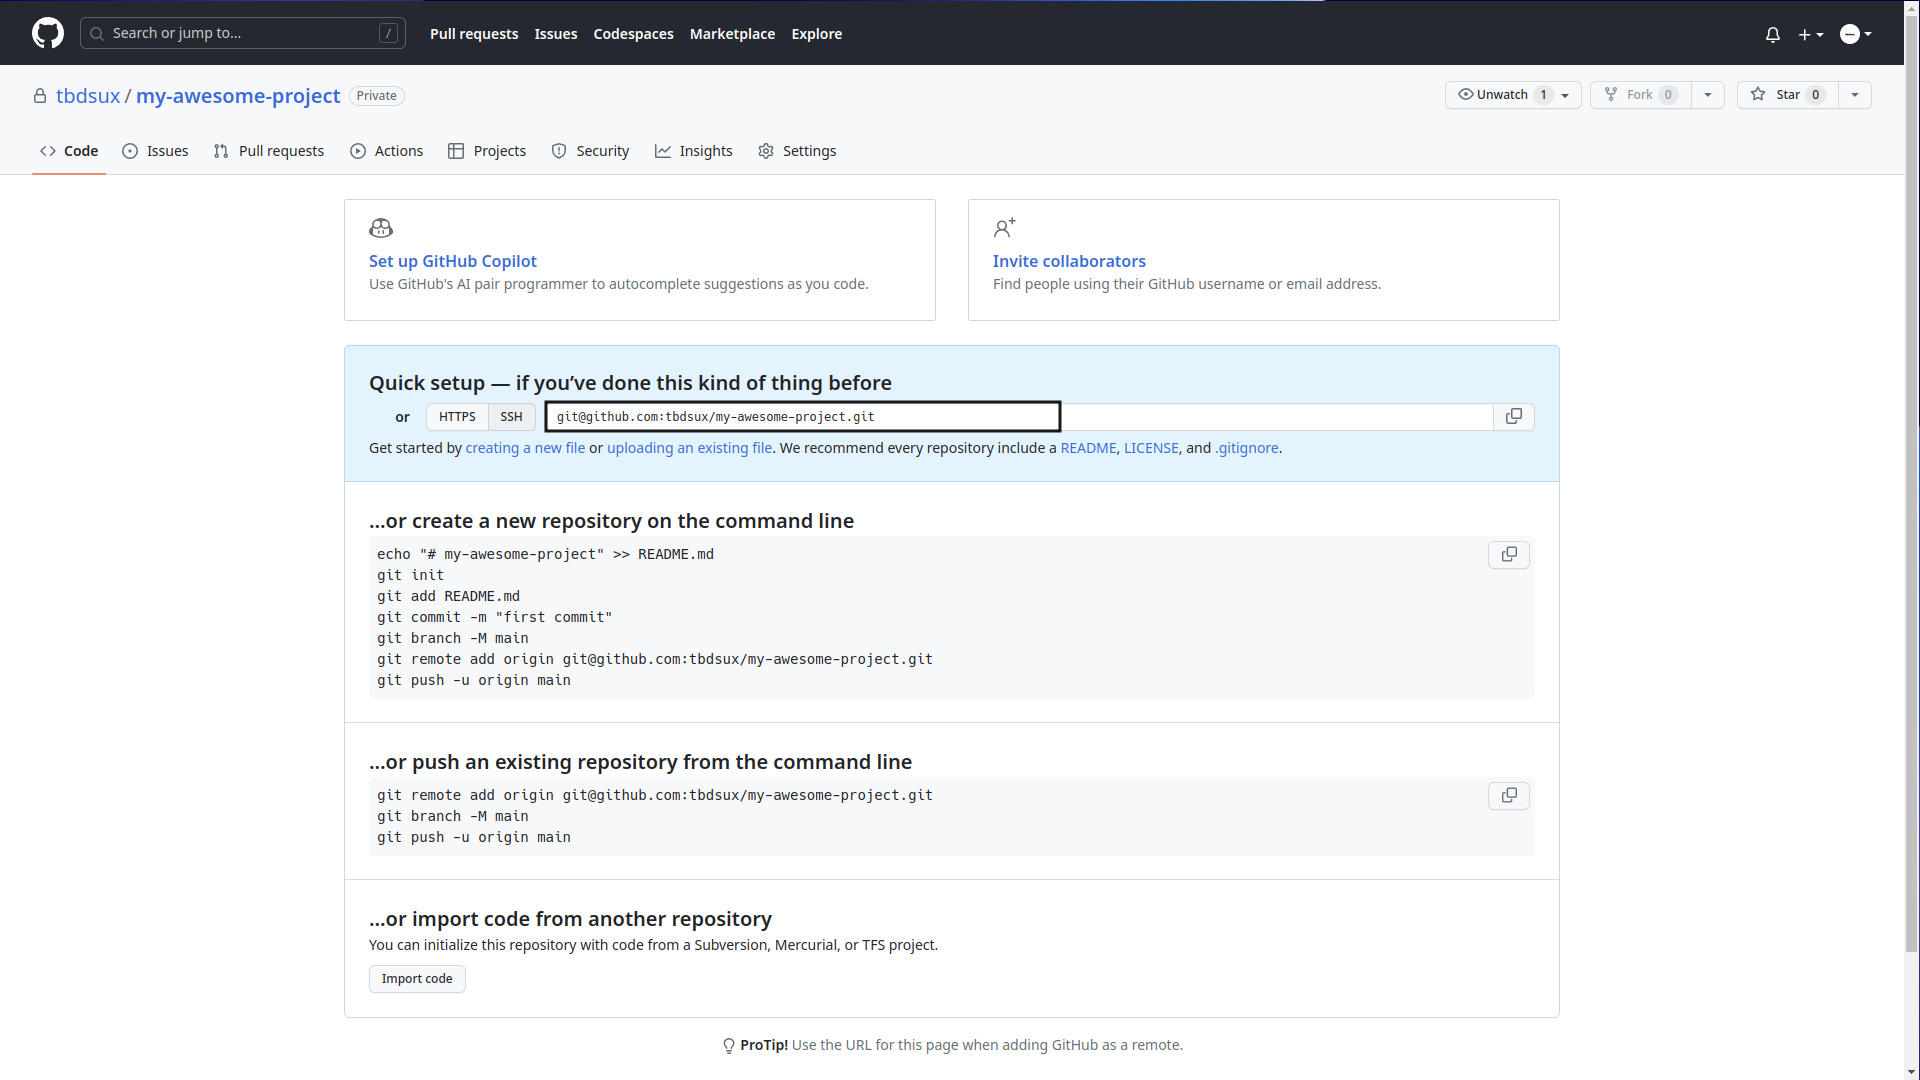 Search or jump to... /
Pull requests Issues Codespaces Marketplace Explore
tbdsux / my-awesome-project Private
Unwatch 1 Fork 0 Star 0
Code Issues Pull requests Actions Projects Security Insights Settings
Set up GitHub Copilot
Use GitHub's AI pair programmer to autocomplete suggestions as you code.
Invite collaborators
Find people using their GitHub username or email address.
Quick setup — if you’ve done this kind of thing before
or HTTPS SSH git@github.com:tbdsux/my-awesome-project.git
Get started by creating a new file or uploading an existing file. We recommend every repository include a README, LICENSE, and .gitignore.
…or create a new repository on the command line
echo "# my-awesome-project" >> README.md
git init
git add README.md
git commit -m "first commit"
git branch -M main
git remote add origin git@github.com:tbdsux/my-awesome-project.git
git push -u origin main
…or push an existing repository from the command line
git remote add origin git@github.com:tbdsux/my-awesome-project.git
git branch -M main
git push -u origin main
…or import code from another repository
You can initialize this repository with code from a Subversion, Mercurial, or TFS project.
Import code
ProTip! Use the URL for this page when adding GitHub as a remote.